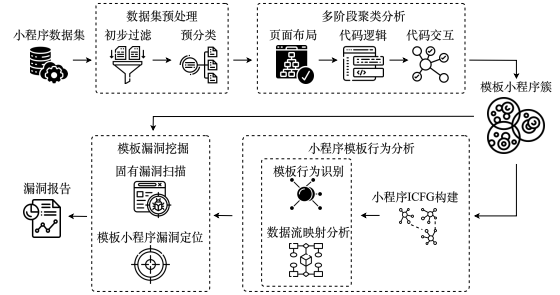 数据集预处理
多阶段聚类分析
小程序数据集
初步过滤
预分类
页面布局
代码逻辑
代码交互
模板小程序簇
模板漏洞挖掘
小程序模板行为分析
固有漏洞扫描
模板行为识别
漏洞报告
小程序ICFG构建
模板小程序漏洞定位
数据流映射分析